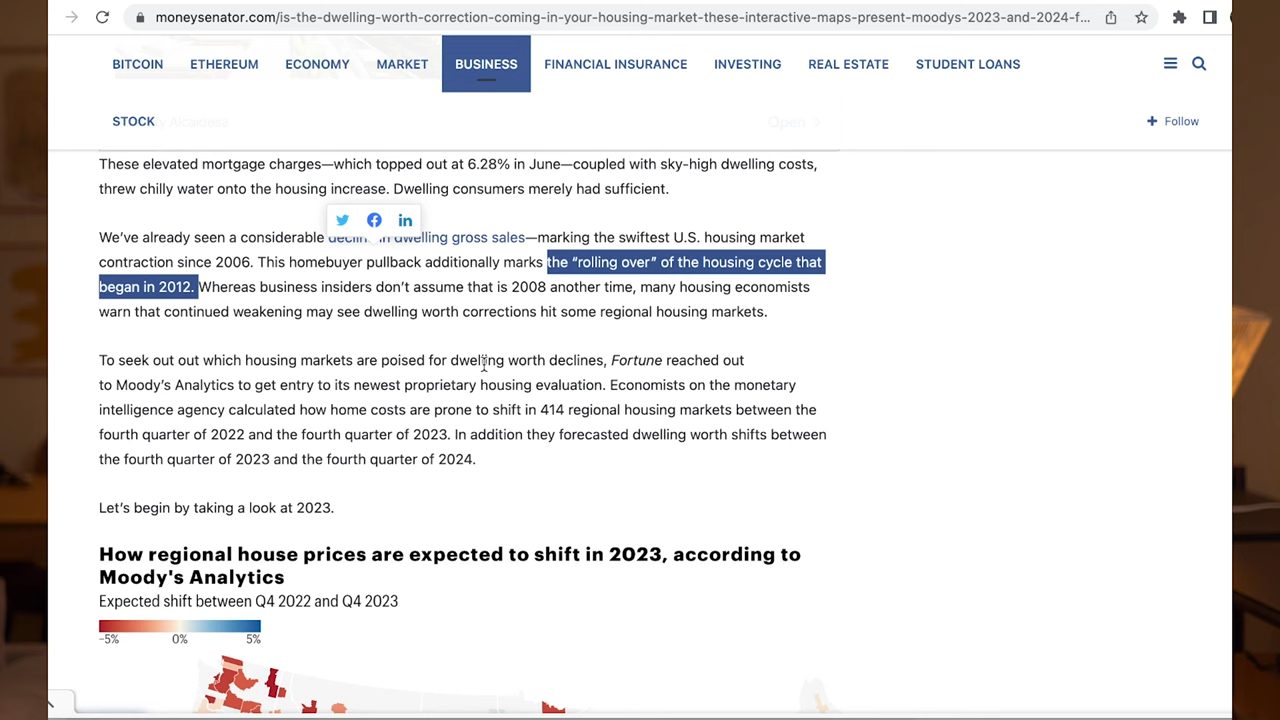 moneysenator.com/is-the-dwelling-worth-correction-coming-in-your-housing-market-these-interactive-maps-present-moodys-2023-and-2024-f...
BITCOIN ETHEREUM ECONOMY MARKET BUSINESS FINANCIAL INSURANCE INVESTING REAL ESTATE STUDENT LOANS
STOCK Alcaidesa Open Follow
These elevated mortgage charges—which topped out at 6.28% in June—coupled with sky-high dwelling costs,
threw chilly water onto the housing increase. Dwelling consumers merely had sufficient.
We've already seen a considerable decline in dwelling gross sales—marking the swiftest U.S. housing market
contraction since 2006. This homebuyer pullback additionally marks the "rolling over" of the housing cycle that
began in 2012. Whereas business insiders don't assume that is 2008 another time, many housing economists
warn that continued weakening may see dwelling worth corrections hit some regional housing markets.
To seek out out which housing markets are poised for dwelling worth declines, Fortune reached out
to Moody's Analytics to get entry to its newest proprietary housing evaluation. Economists on the monetary
intelligence agency calculated how home costs are prone to shift in 414 regional housing markets between the
fourth quarter of 2022 and the fourth quarter of 2023. In addition they forecasted dwelling worth shifts between
the fourth quarter of 2023 and the fourth quarter of 2024.
Let's begin by taking a look at 2023.
How regional house prices are expected to shift in 2023, according to
Moody's Analytics
Expected shift between Q4 2022 and Q4 2023
-5% 0% 5%